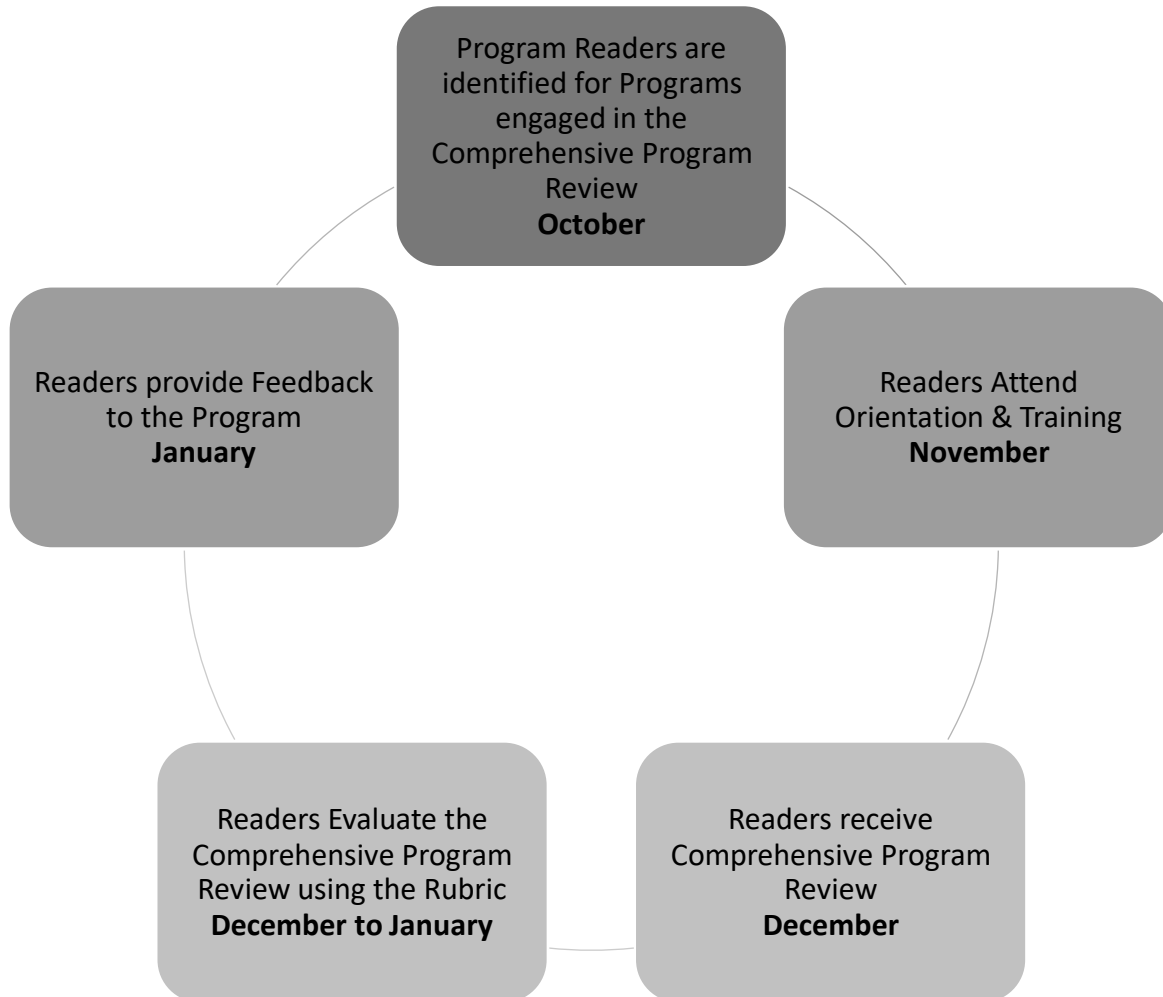 Program Readers are
identified for Programs
engaged in the
Comprehensive Program
Review
October
Readers Attend
Orientation & Training
November
Readers receive
Comprehensive Program
Review
December
Readers Evaluate the
Comprehensive Program
Review using the Rubric
December to January
Readers provide Feedback
to the Program
January